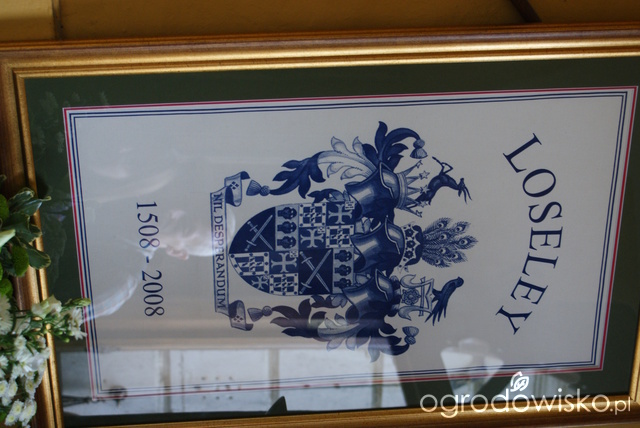 LOSELEY
NIL DESPERANDUM
1508 - 2008
ogrodowisko.pl